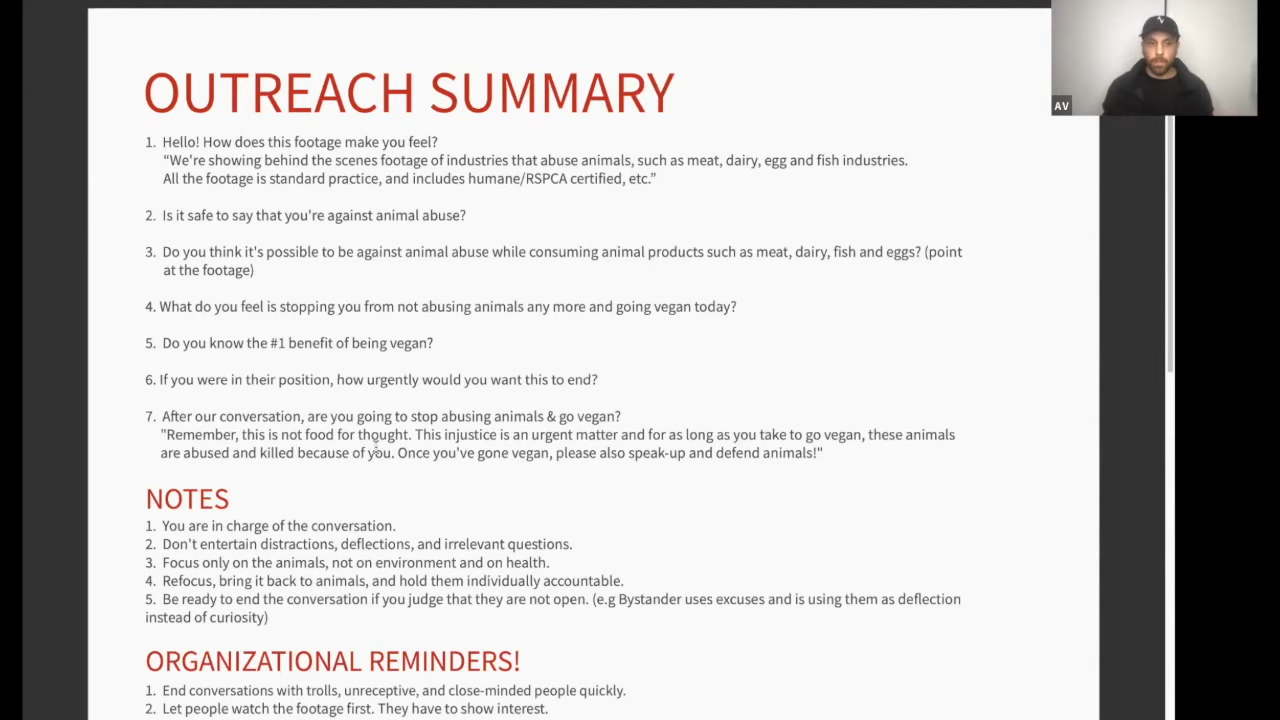 AV
OUTREACH SUMMARY
1. Hello! How does this footage make you feel?
“We're showing behind the scenes footage of industries that abuse animals, such as meat, dairy, egg and fish industries.
All the footage is standard practice, and includes humane/RSPCA certified, etc.”
2. Is it safe to say that you're against animal abuse?
3. Do you think it's possible to be against animal abuse while consuming animal products such as meat, dairy, fish and eggs? (point
at the footage)
4. What do you feel is stopping you from not abusing animals any more and going vegan today?
5. Do you know the #1 benefit of being vegan?
6. If you were in their position, how urgently would you want this to end?
7. After our conversation, are you going to stop abusing animals & go vegan?
"Remember, this is not food for thought. This injustice is an urgent matter and for as long as you take to go vegan, these animals
are abused and killed because of you. Once you've gone vegan, please also speak-up and defend animals!"
NOTES
1. You are in charge of the conversation.
2. Don't entertain distractions, deflections, and irrelevant questions.
3. Focus only on the animals, not on environment and on health.
4. Refocus, bring it back to animals, and hold them individually accountable.
5. Be ready to end the conversation if you judge that they are not open. (e.g Bystander uses excuses and is using them as deflection
instead of curiosity)
ORGANIZATIONAL REMINDERS!
1. End conversations with trolls, unreceptive, and close-minded people quickly.
2. Let people watch the footage first. They have to show interest.